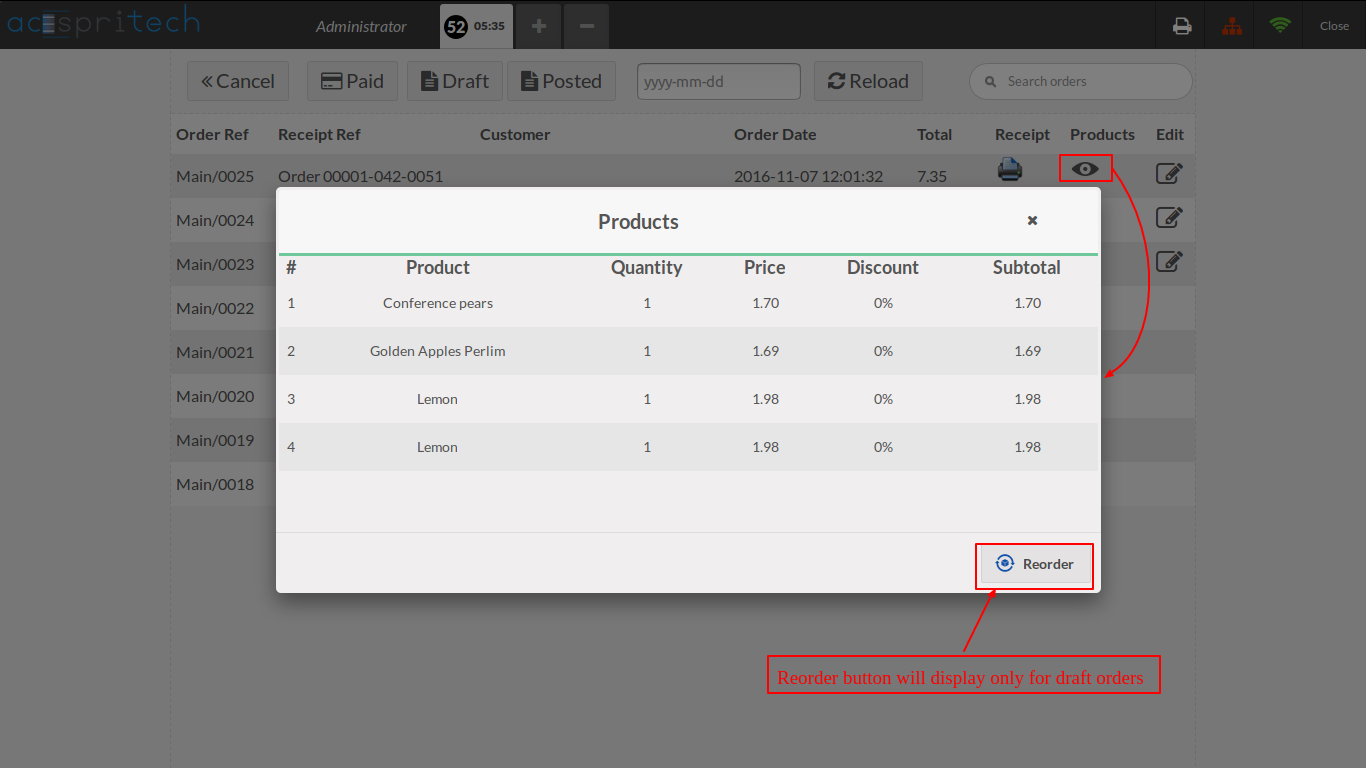 acespritech Administrator 52 05:35 Close
Cancel Paid Draft Posted yyyy-mm-dd Reload Search orders
Order Ref Receipt Ref Customer Order Date Total Receipt Products Edit
Main/0025 Order 00001-042-0051 2016-11-07 12:01:32 7.35
Main/0024
Main/0023
Main/0022
Main/0021
Main/0020
Main/0019
Main/0018
Products
# Product Quantity Price Discount Subtotal
1 Conference pears 1 1.70 0% 1.70
2 Golden Apples Perlim 1 1.69 0% 1.69
3 Lemon 1 1.98 0% 1.98
4 Lemon 1 1.98 0% 1.98
Reorder
Reorder button will display only for draft orders